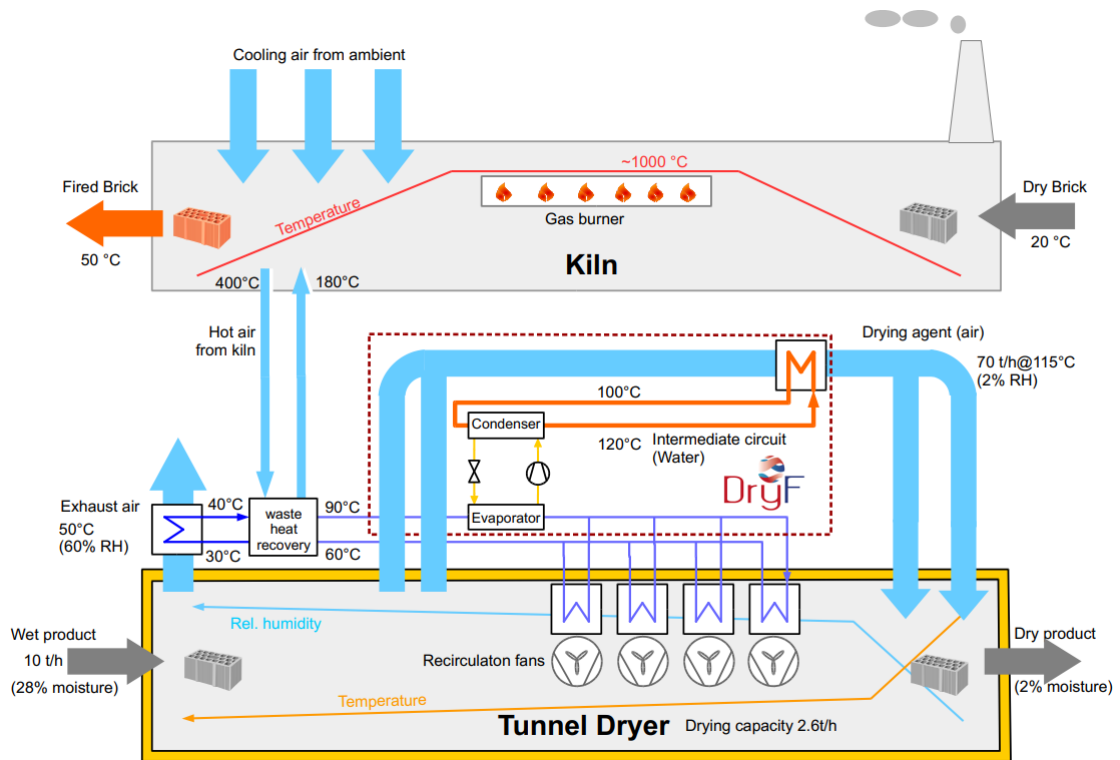 Cooling air from ambient
~1000 °C
Fired Brick
50 °C
Temperature
Gas burner
Dry Brick
20 °C
Kiln
400°C
180°C
Hot air
from kiln
Drying agent (air)
70 t/h@115°C
(2% RH)
100°C
Condenser
120°C
Intermediate circuit
(Water)
DryF
Exhaust air
50°C
(60% RH)
40°C
30°C
waste
heat
recovery
90°C
60°C
Evaporator
Rel. humidity
Wet product
10 t/h
(28% moisture)
Recirculaton fans
Dry product
(2% moisture)
Temperature
Tunnel Dryer
Drying capacity 2.6t/h